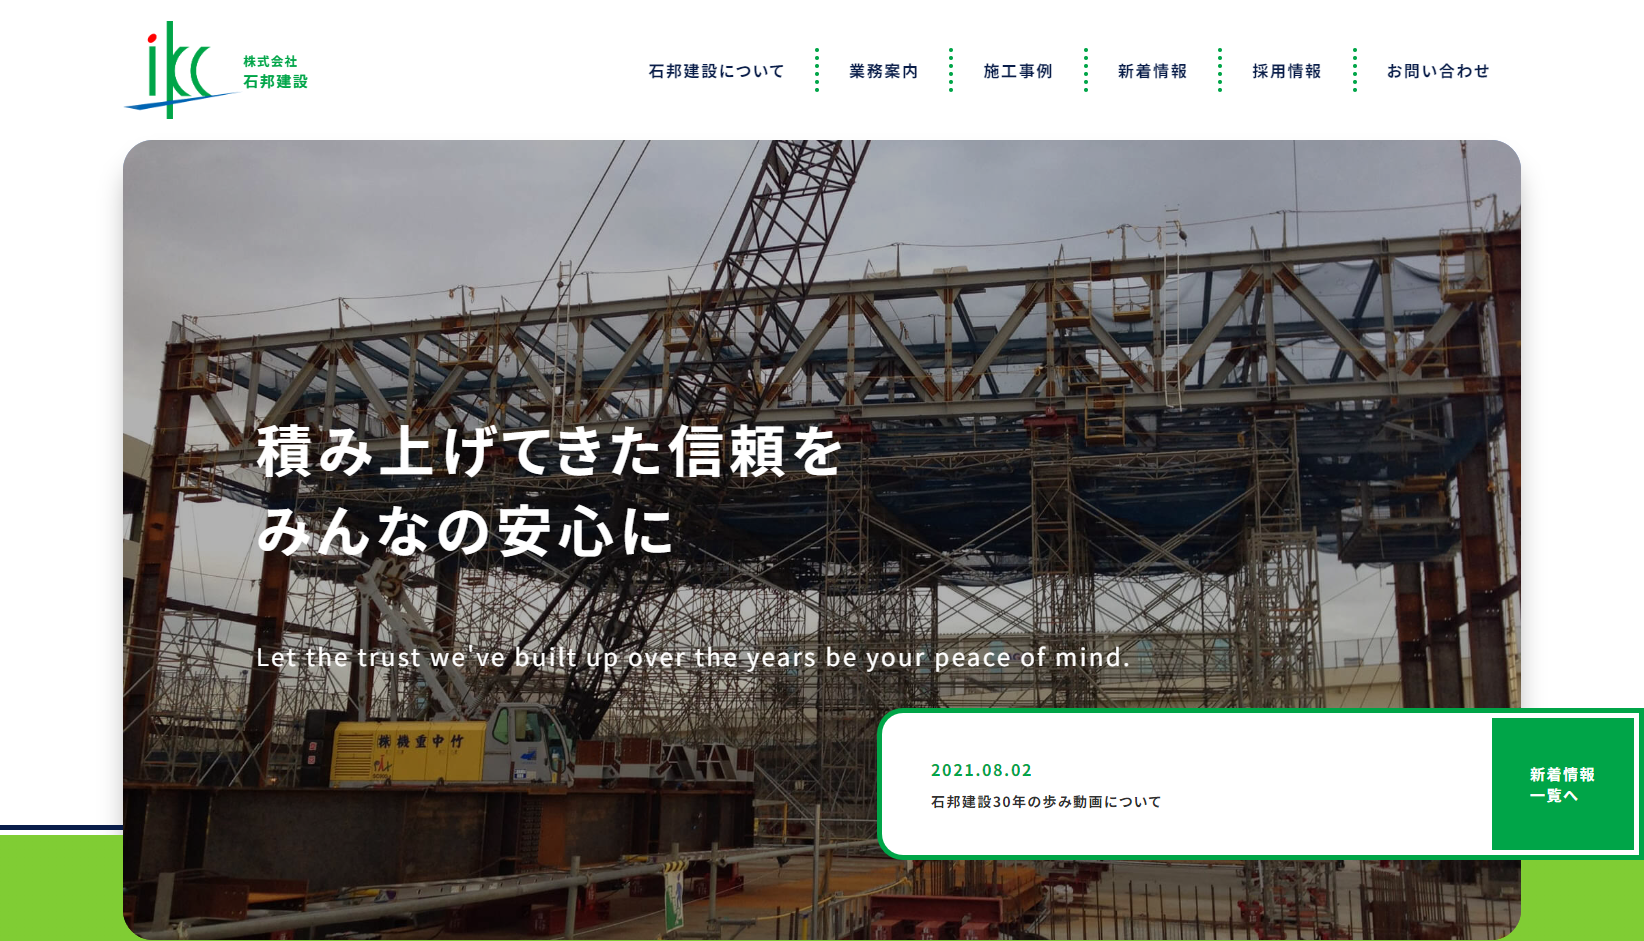 ikc
株式会社
石邦建設
石邦建設について
業務案内
施工事例
新着情報
採用情報
お問い合わせ
積み上げてきた信頼を
みんなの安心に
Let the trust we've built up over the years be your peace of mind.
株機重中竹
2021.08.02
石邦建設30年の歩み動画について
新着情報
一覧へ